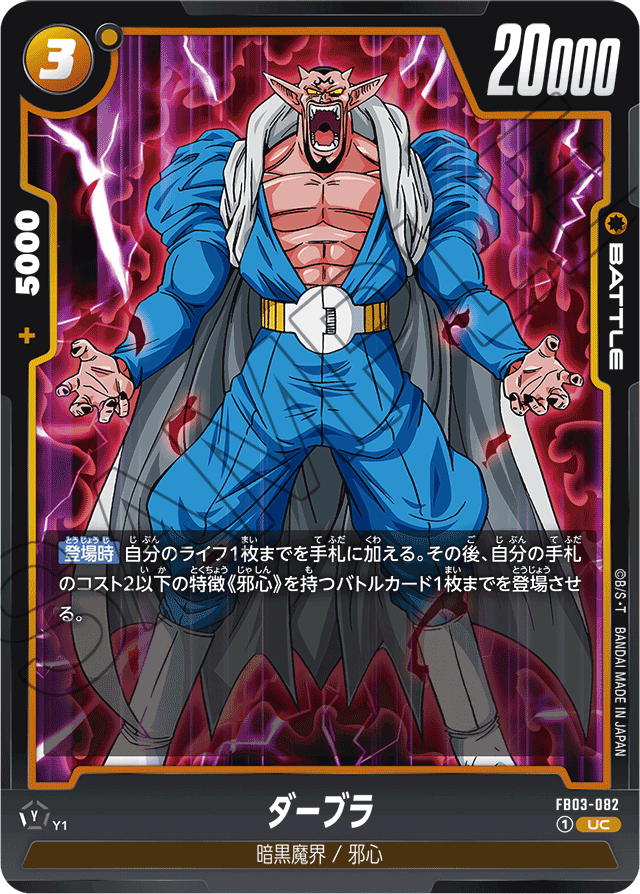 3
20000
+ 5000
BATTLE
登場時 自分のライフ1枚までを手札に加える。その後、自分の手札
のコスト2以下の特徴《邪心》を持つバトルカード1枚までを登場させ
る。
©B/S・T BANDAI MADE IN JAPAN
SAMPLE
ダーブラ
FB03-082
Y Y1
1 UC
暗黒魔界 / 邪心